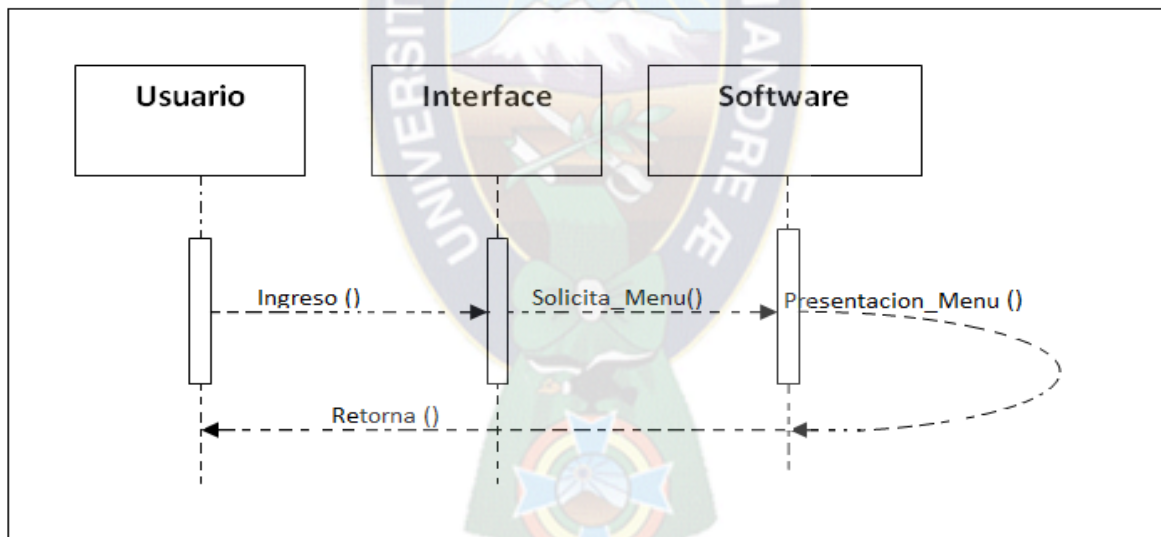 Usuario
Interface
Software
Ingreso ()
Solicita_Menu()
Presentacion_Menu ()
Retorna ()